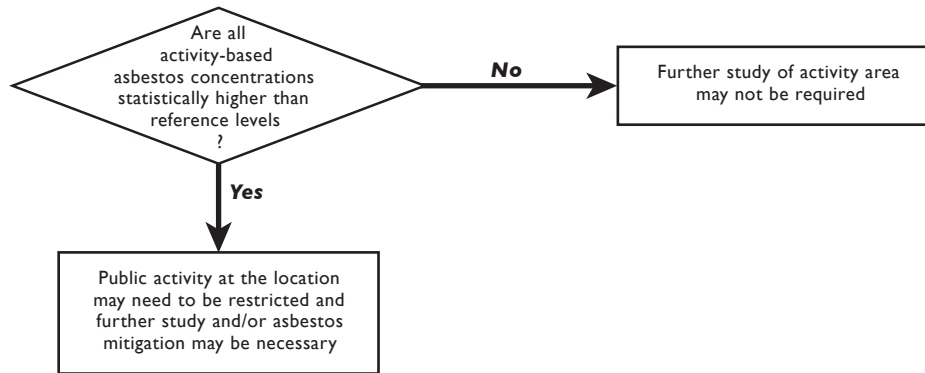 Are all
activity-based
asbestos concentrations
statistically higher than
reference levels
?
No
Further study of activity area
may not be required
Yes
Public activity at the location
may need to be restricted and
further study and/or asbestos
mitigation may be necessary